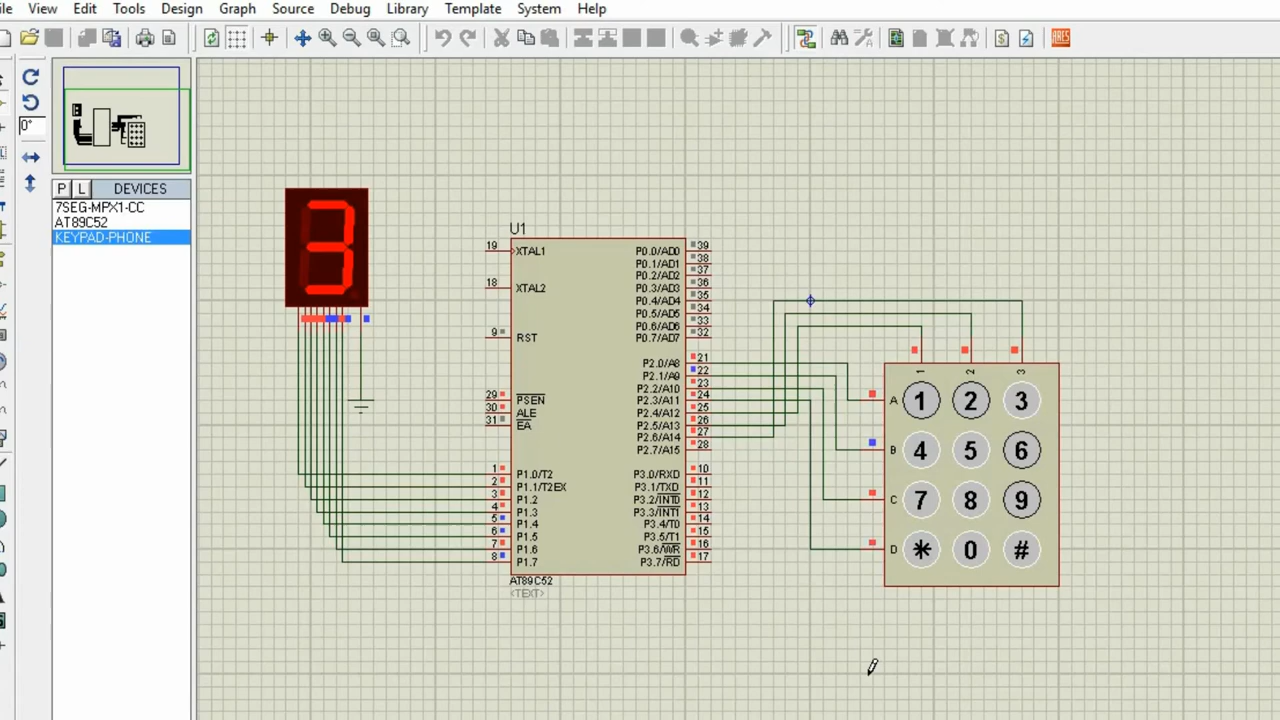 ile View Edit Tools Design Graph Source Debug Library Template System Help
ARES
0°
P L DEVICES
7SEG-MPX1-CC
AT89C52
KEYPAD-PHONE
U1
19 XTAL1
18 XTAL2
9 RST
29 PSEN
30 ALE
31 EA
1 P1.0/T2
2 P1.1/T2EX
3 P1.2
4 P1.3
5 P1.4
6 P1.5
7 P1.6
8 P1.7
P0.0/AD0 39
P0.1/AD1 38
P0.2/AD2 37
P0.3/AD3 36
P0.4/AD4 35
P0.5/AD5 34
P0.6/AD6 33
P0.7/AD7 32
P2.0/A8 21
P2.1/A9 22
P2.2/A10 23
P2.3/A11 24
P2.4/A12 25
P2.5/A13 26
P2.6/A14 27
P2.7/A15 28
P3.0/RXD 10
P3.1/TXD 11
P3.2/INT0 12
P3.3/INT1 13
P3.4/T0 14
P3.5/T1 15
P3.6/WR 16
P3.7/RD 17
AT89C52
<TEXT>
3
1 2 3
A 1 2 3
B 4 5 6
C 7 8 9
D * 0 #